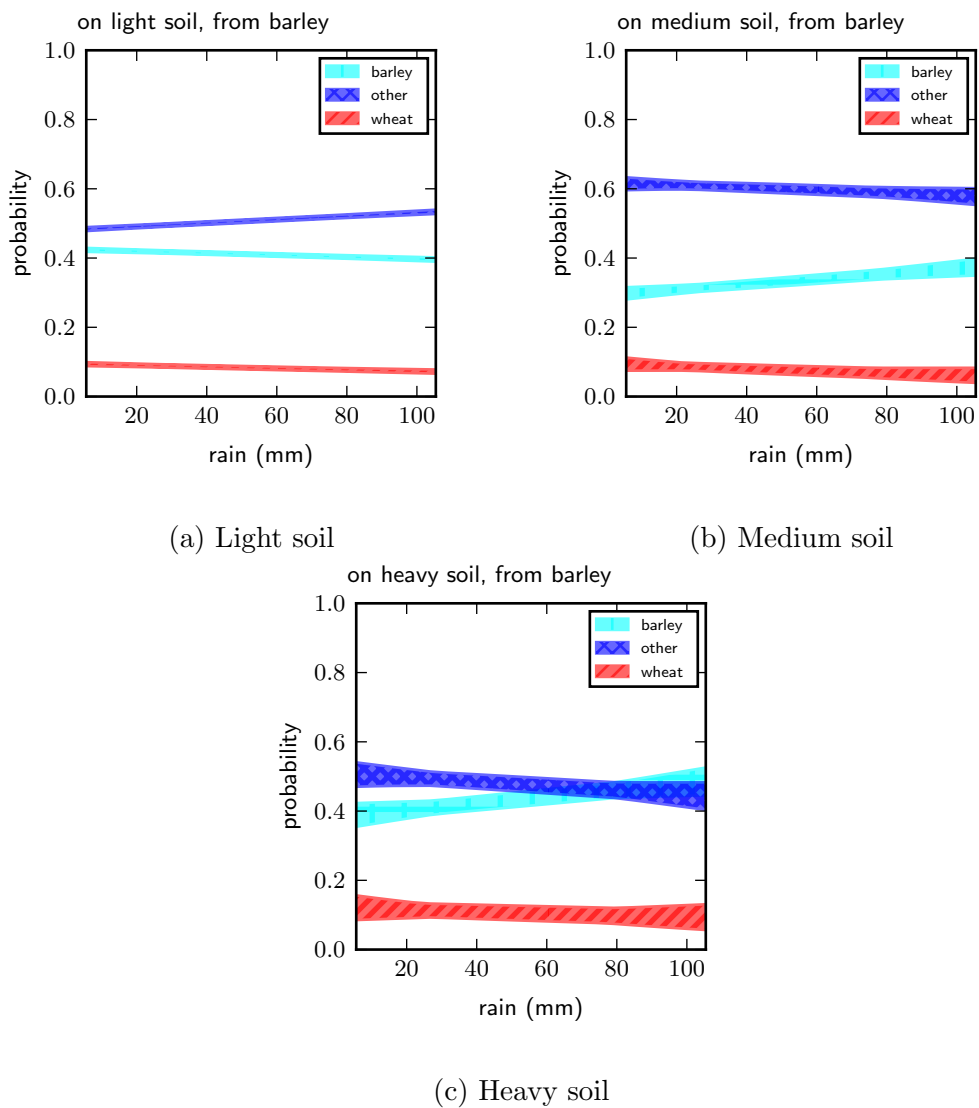 on light soil, from barley
1.0
0.8
0.6
0.4
0.2
0.0
probability
barley
other
wheat
20 40 60 80 100
rain (mm)
(a) Light soil
on medium soil, from barley
1.0
0.8
0.6
0.4
0.2
0.0
probability
barley
other
wheat
20 40 60 80 100
rain (mm)
(b) Medium soil
on heavy soil, from barley
1.0
0.8
0.6
0.4
0.2
0.0
probability
barley
other
wheat
20 40 60 80 100
rain (mm)
(c) Heavy soil